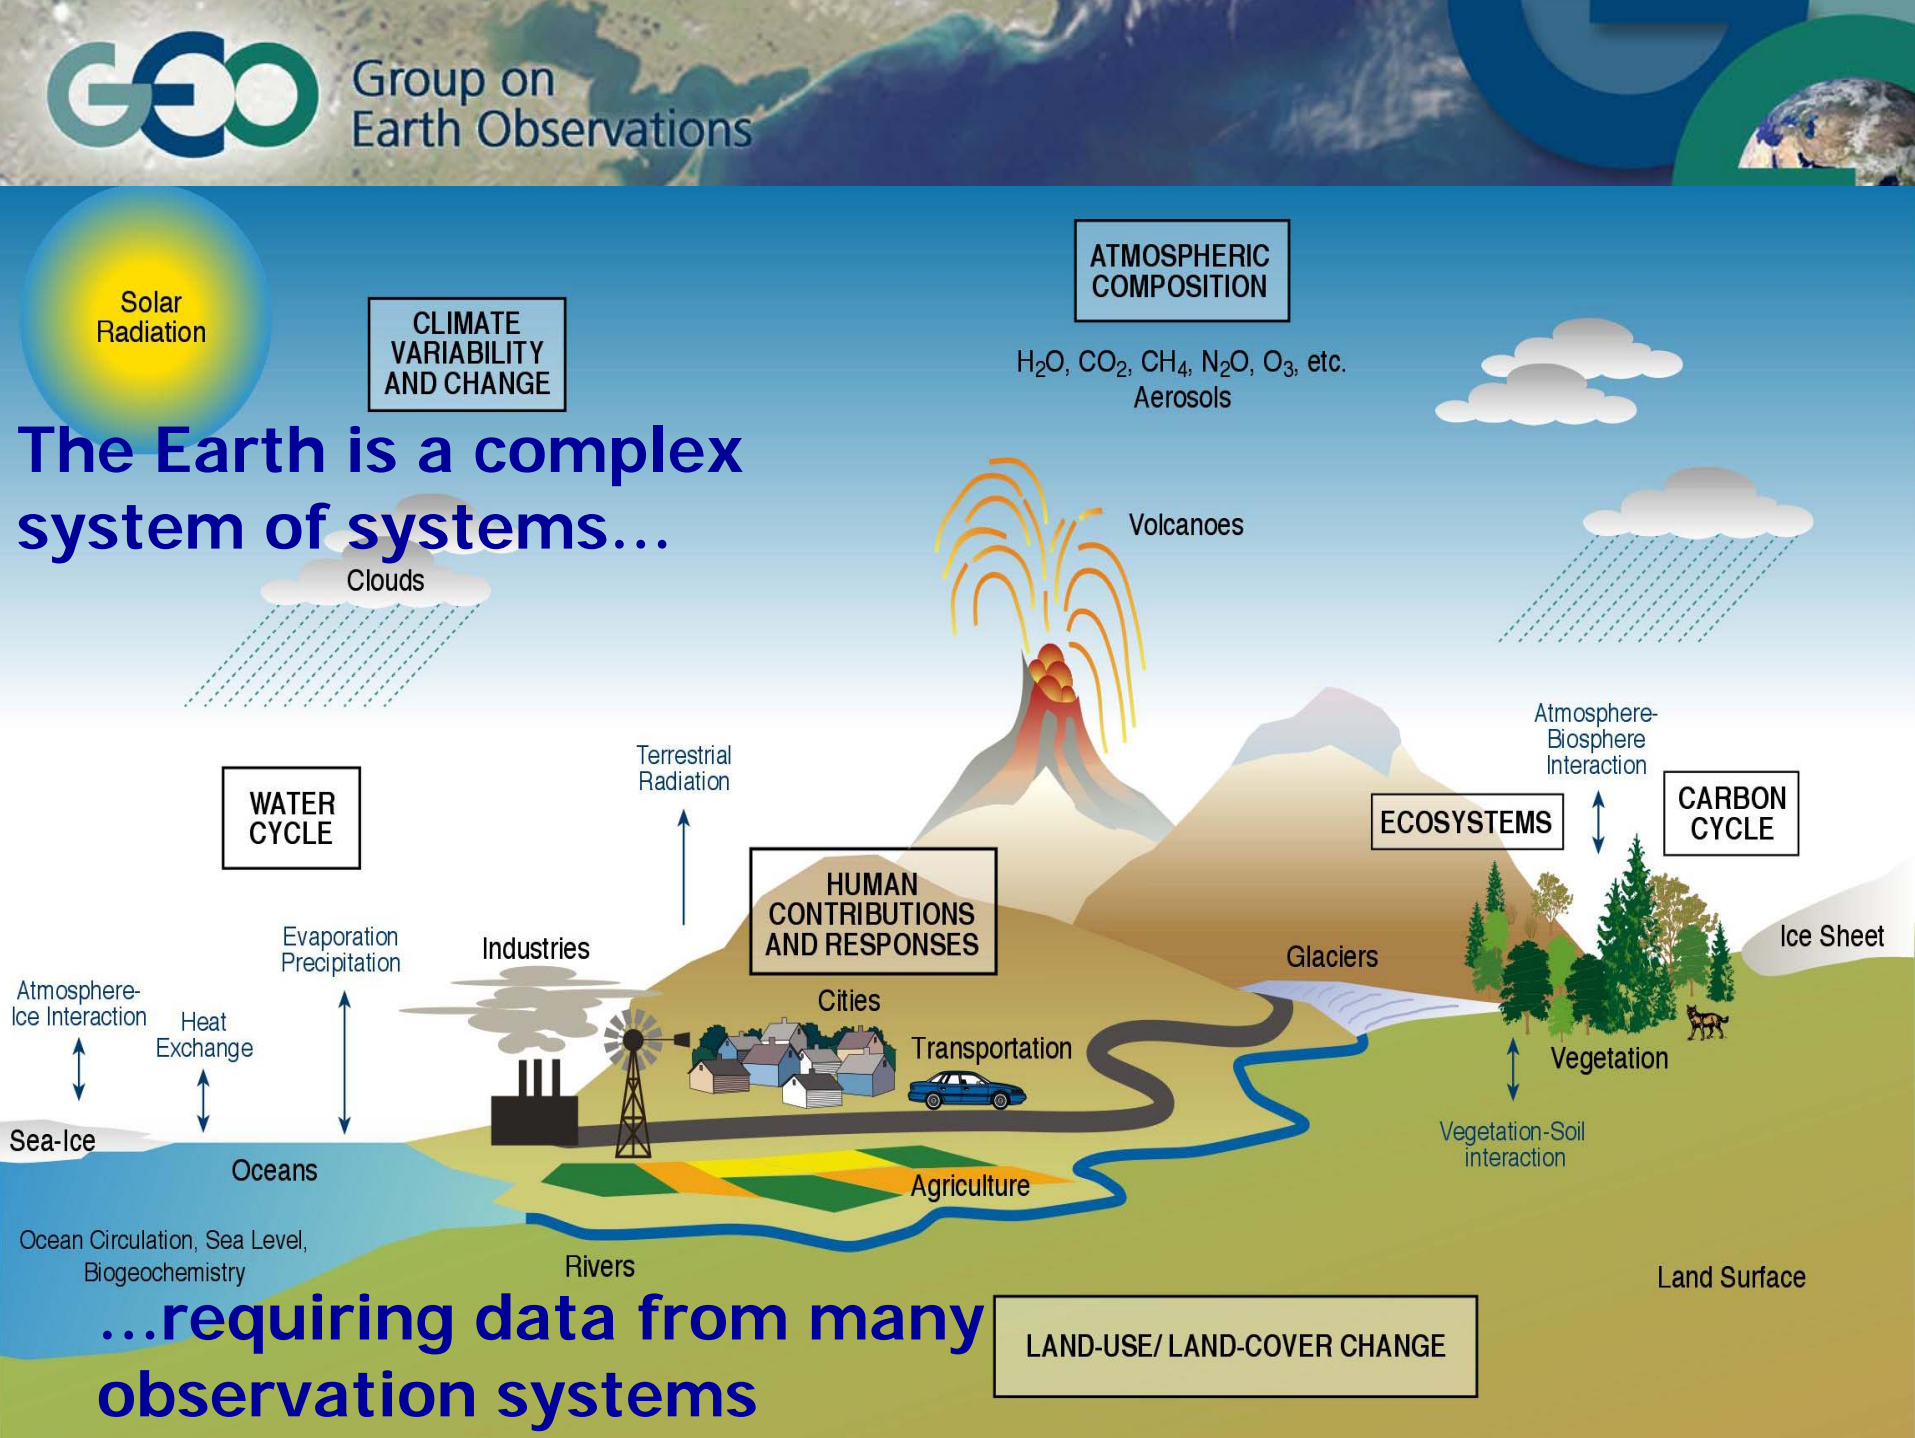 GEO
Group on
Earth Observations
Solar
Radiation
CLIMATE
VARIABILITY
AND CHANGE
ATMOSPHERIC
COMPOSITION
H2O, CO2, CH4, N2O, O3, etc.
Aerosols
The Earth is a complex
system of systems...
Clouds
Volcanoes
WATER
CYCLE
Terrestrial
Radiation
Atmosphere-
Biosphere
Interaction
ECOSYSTEMS
CARBON
CYCLE
HUMAN
CONTRIBUTIONS
AND RESPONSES
Evaporation
Precipitation
Industries
Glaciers
Ice Sheet
Atmosphere-
Ice Interaction
Heat
Exchange
Cities
Transportation
Vegetation
Sea-Ice
Oceans
Vegetation-Soil
interaction
Agriculture
Ocean Circulation, Sea Level,
Biogeochemistry
Rivers
Land Surface
...requiring data from many
observation systems
LAND-USE/ LAND-COVER CHANGE